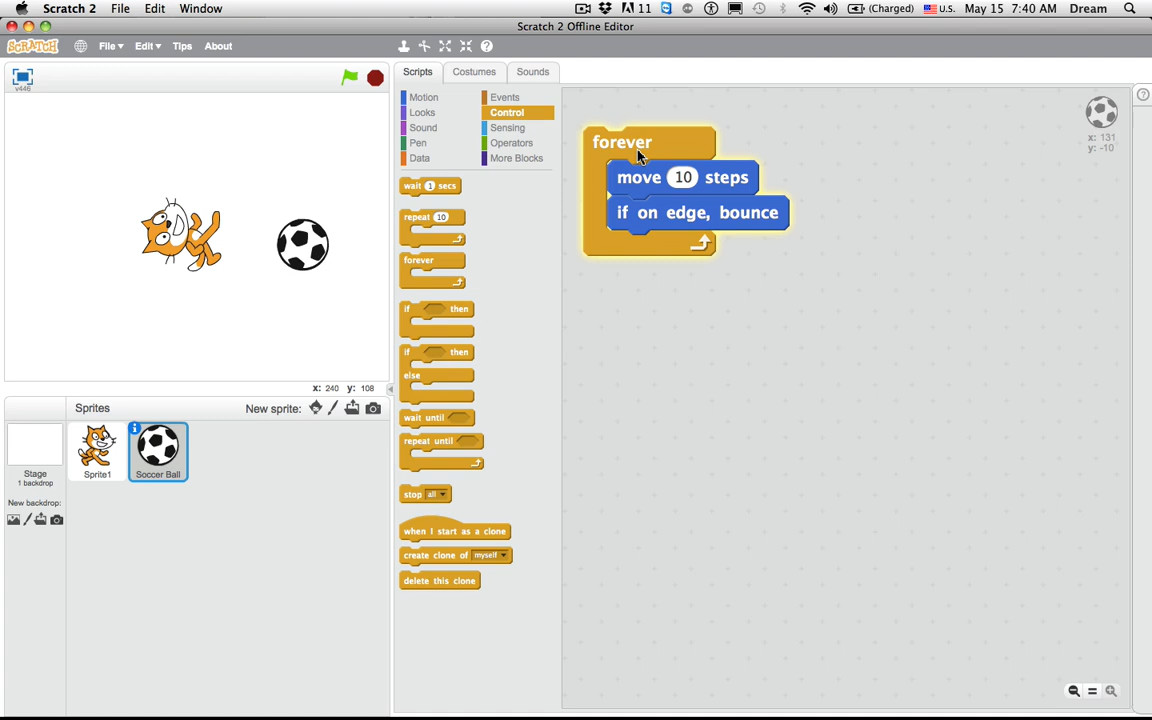 Scratch 2 File Edit Window
11 (Charged) U.S. May 15 7:40 AM Dream
Scratch 2 Offline Editor
SCRATCH File Edit Tips About
v446
Scripts Costumes Sounds
Motion Events
Looks Control
Sound Sensing
Pen Operators
Data More Blocks
wait 1 secs
repeat 10
forever
if then
if then
else
wait until
repeat until
stop all
when I start as a clone
create clone of myself
delete this clone
forever
move 10 steps
if on edge, bounce
x: 131
y: -10
x: 240 y: 108
Sprites New sprite:
Stage
1 backdrop
New backdrop:
Sprite1
Soccer Ball